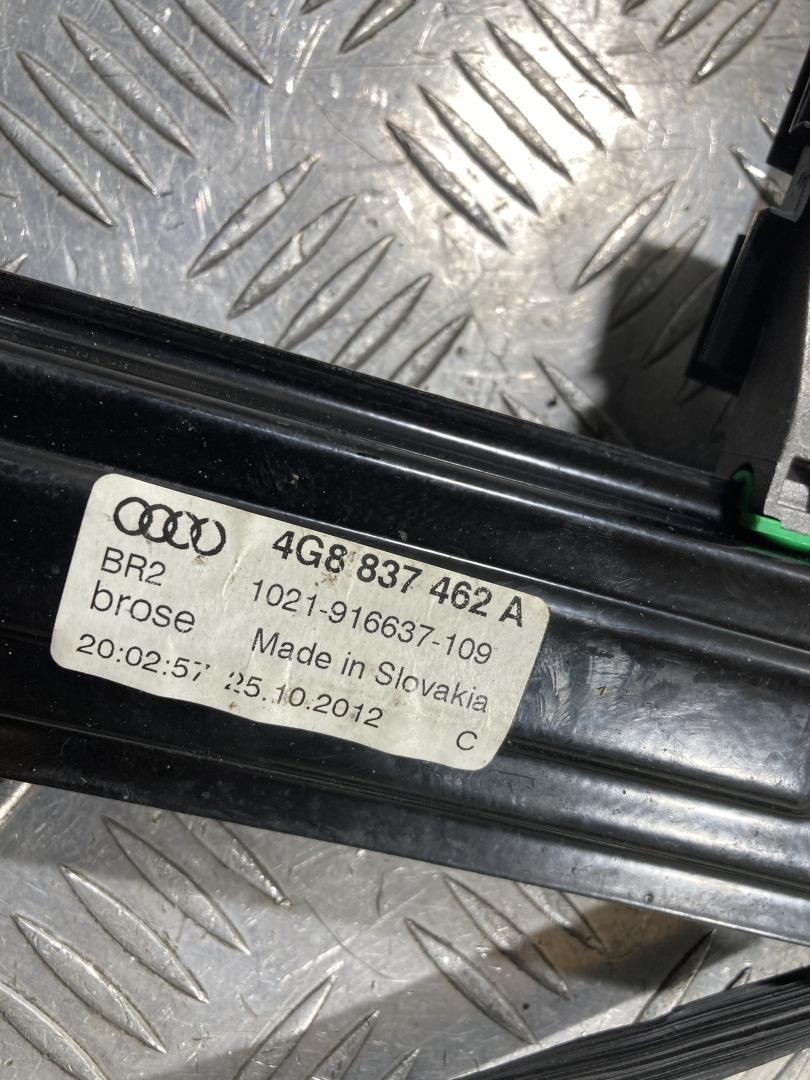 4G8 837 462 A
BR2
1021-916637-109
brose
Made in Slovakia
20:02:57 25.10.2012
C